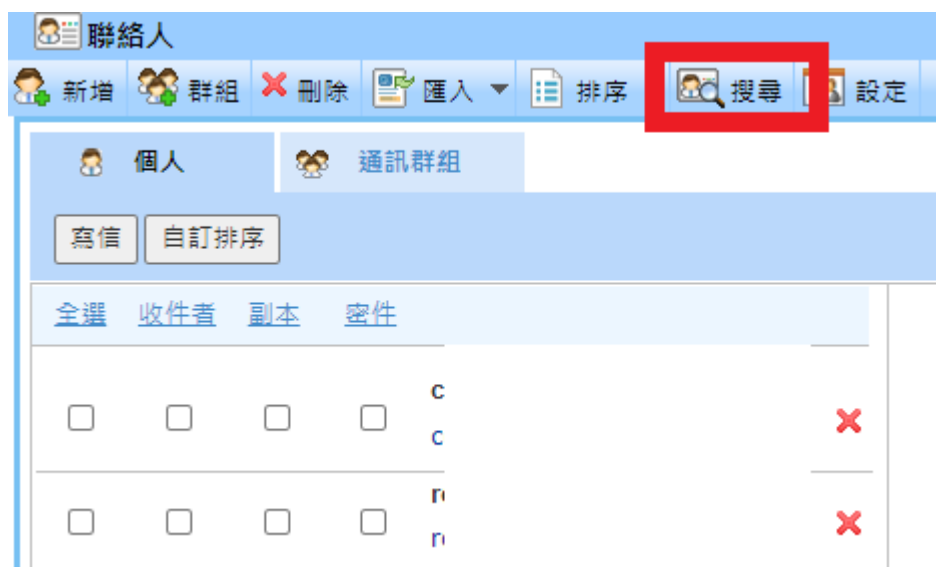 聯絡人
新增 群組 刪除 匯入 排序 搜尋 設定
個人 通訊群組
寫信 自訂排序
全選 收件者 副本 密件
c
c
r
r